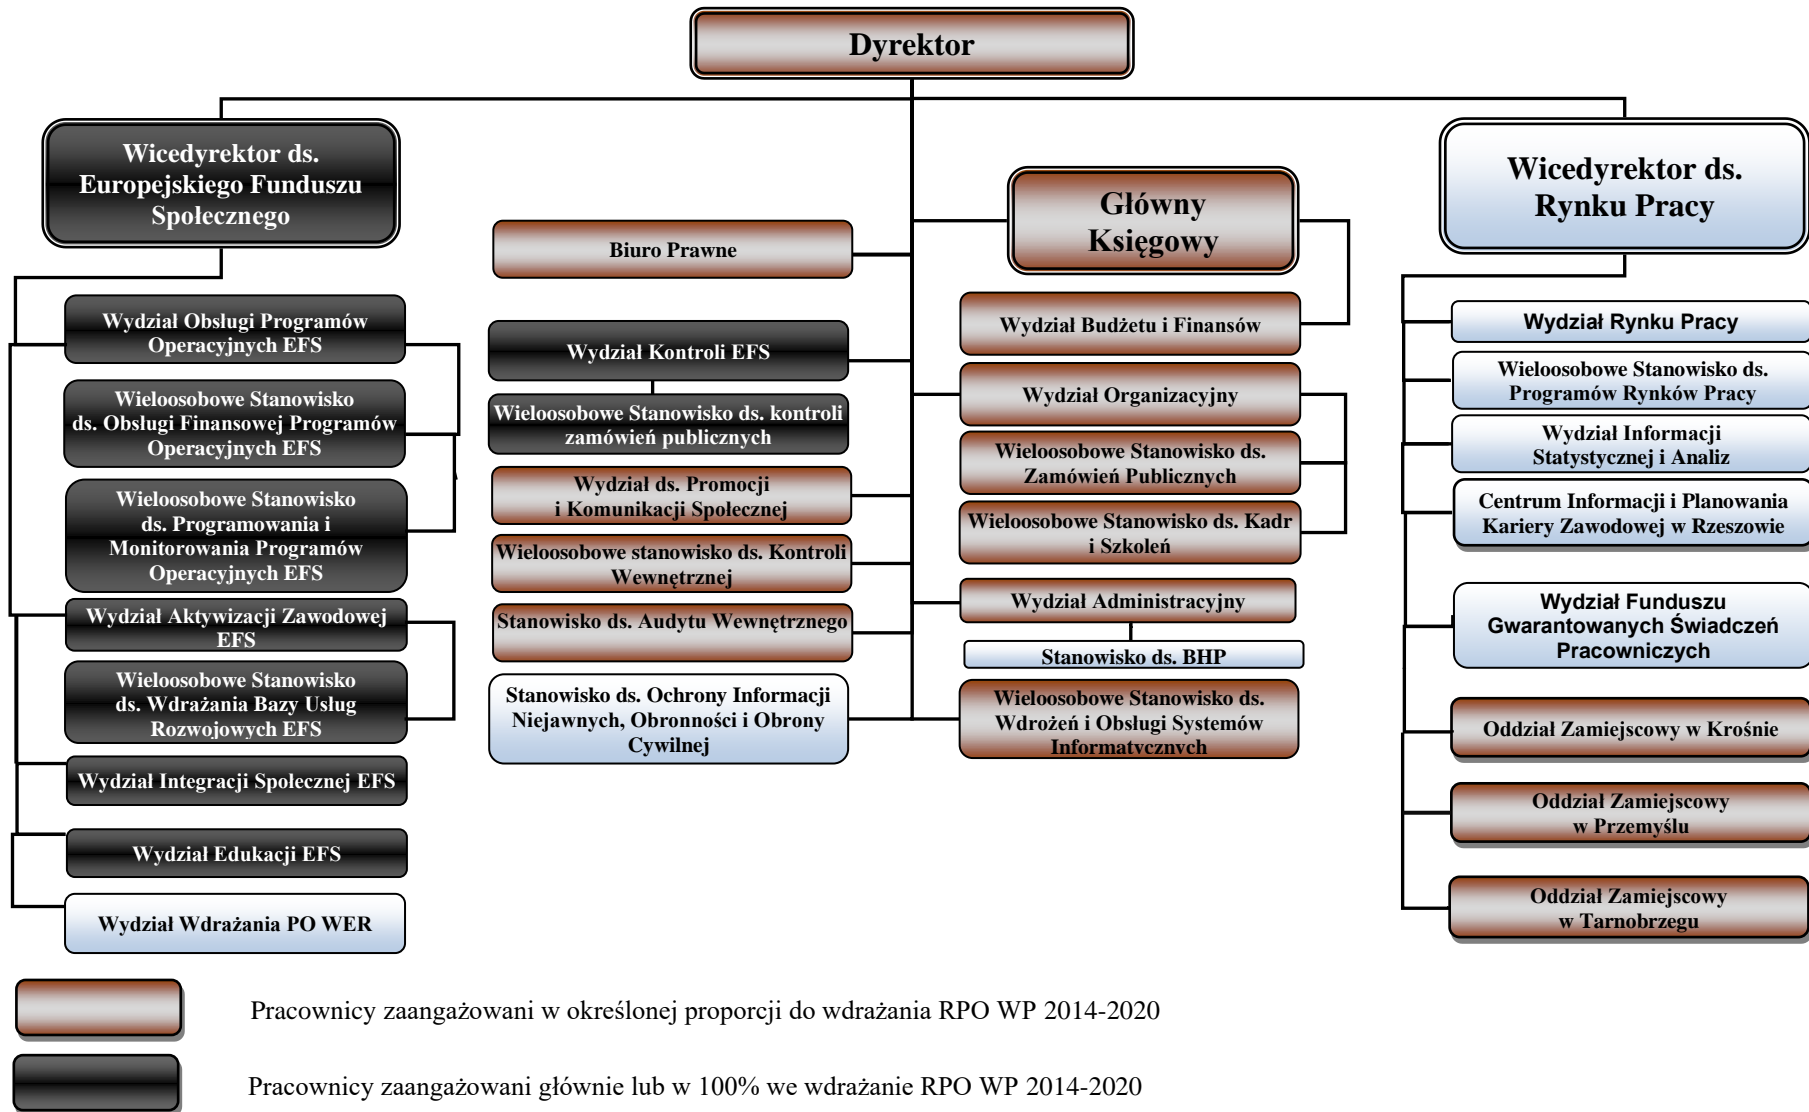 Dyrektor
Wicedyrektor ds.
Europejskiego Funduszu
Społecznego
Wydział Obsługi Programów
Operacyjnych EFS
Wieloosobowe Stanowisko
ds. Obsługi Finansowej Programów
Operacyjnych EFS
Wieloosobowe Stanowisko
ds. Programowania i
Monitorowania Programów
Operacyjnych EFS
Wydział Aktywizacji Zawodowej
EFS
Wieloosobowe Stanowisko
ds. Wdrażania Bazy Usług
Rozwojowych EFS
Wydział Integracji Społecznej EFS
Wydział Edukacji EFS
Wydział Wdrażania PO WER
Biuro Prawne
Wydział Kontroli EFS
Wieloosobowe Stanowisko ds. kontroli
zamówień publicznych
Wydział ds. Promocji
i Komunikacji Społecznej
Wieloosobowe stanowisko ds. Kontroli
Wewnętrznej
Stanowisko ds. Audytu Wewnętrznego
Stanowisko ds. Ochrony Informacji
Niejawnych, Obronności i Obrony
Cywilnej
Główny
Księgowy
Wydział Budżetu i Finansów
Wydział Organizacyjny
Wieloosobowe Stanowisko ds.
Zamówień Publicznych
Wieloosobowe Stanowisko ds. Kadr
i Szkoleń
Wydział Administracyjny
Stanowisko ds. BHP
Wieloosobowe Stanowisko ds.
Wdrożeń i Obsługi Systemów
Informatycznych
Wicedyrektor ds.
Rynku Pracy
Wydział Rynku Pracy
Wieloosobowe Stanowisko ds.
Programów Rynków Pracy
Wydział Informacji
Statystycznej i Analiz
Centrum Informacji i Planowania
Kariery Zawodowej w Rzeszowie
Wydział Funduszu
Gwarantowanych Świadczeń
Pracowniczych
Oddział Zamiejscowy w Krośnie
Oddział Zamiejscowy
w Przemyślu
Oddział Zamiejscowy
w Tarnobrzegu
Pracownicy zaangażowani w określonej proporcji do wdrażania RPO WP 2014-2020
Pracownicy zaangażowani głównie lub w 100% we wdrażanie RPO WP 2014-2020